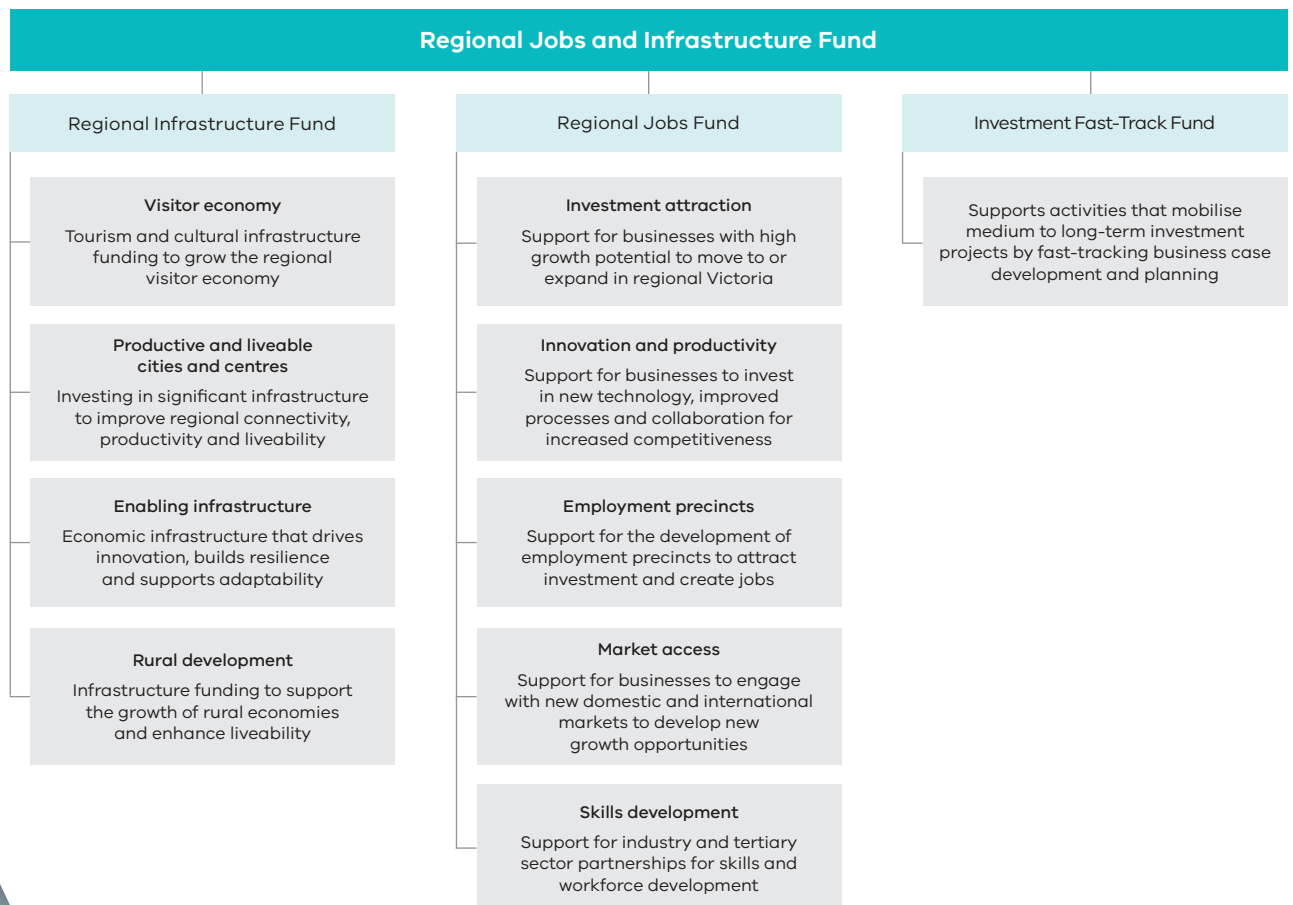 Regional Jobs and Infrastructure Fund
Regional Infrastructure Fund
Visitor economy
Tourism and cultural infrastructure
funding to grow the regional
visitor economy
Productive and liveable
cities and centres
Investing in significant infrastructure
to improve regional connectivity,
productivity and liveability
Enabling infrastructure
Economic infrastructure that drives
innovation, builds resilience
and supports adaptability
Rural development
Infrastructure funding to support
the growth of rural economies
and enhance liveability
Regional Jobs Fund
Investment attraction
Support for businesses with high
growth potential to move to or
expand in regional Victoria
Innovation and productivity
Support for businesses to invest
in new technology, improved
processes and collaboration for
increased competitiveness
Employment precincts
Support for the development of
employment precincts to attract
investment and create jobs
Market access
Support for businesses to engage
with new domestic and international
markets to develop new
growth opportunities
Skills development
Support for industry and tertiary
sector partnerships for skills and
workforce development
Investment Fast-Track Fund
Supports activities that mobilise
medium to long-term investment
projects by fast-tracking business case
development and planning